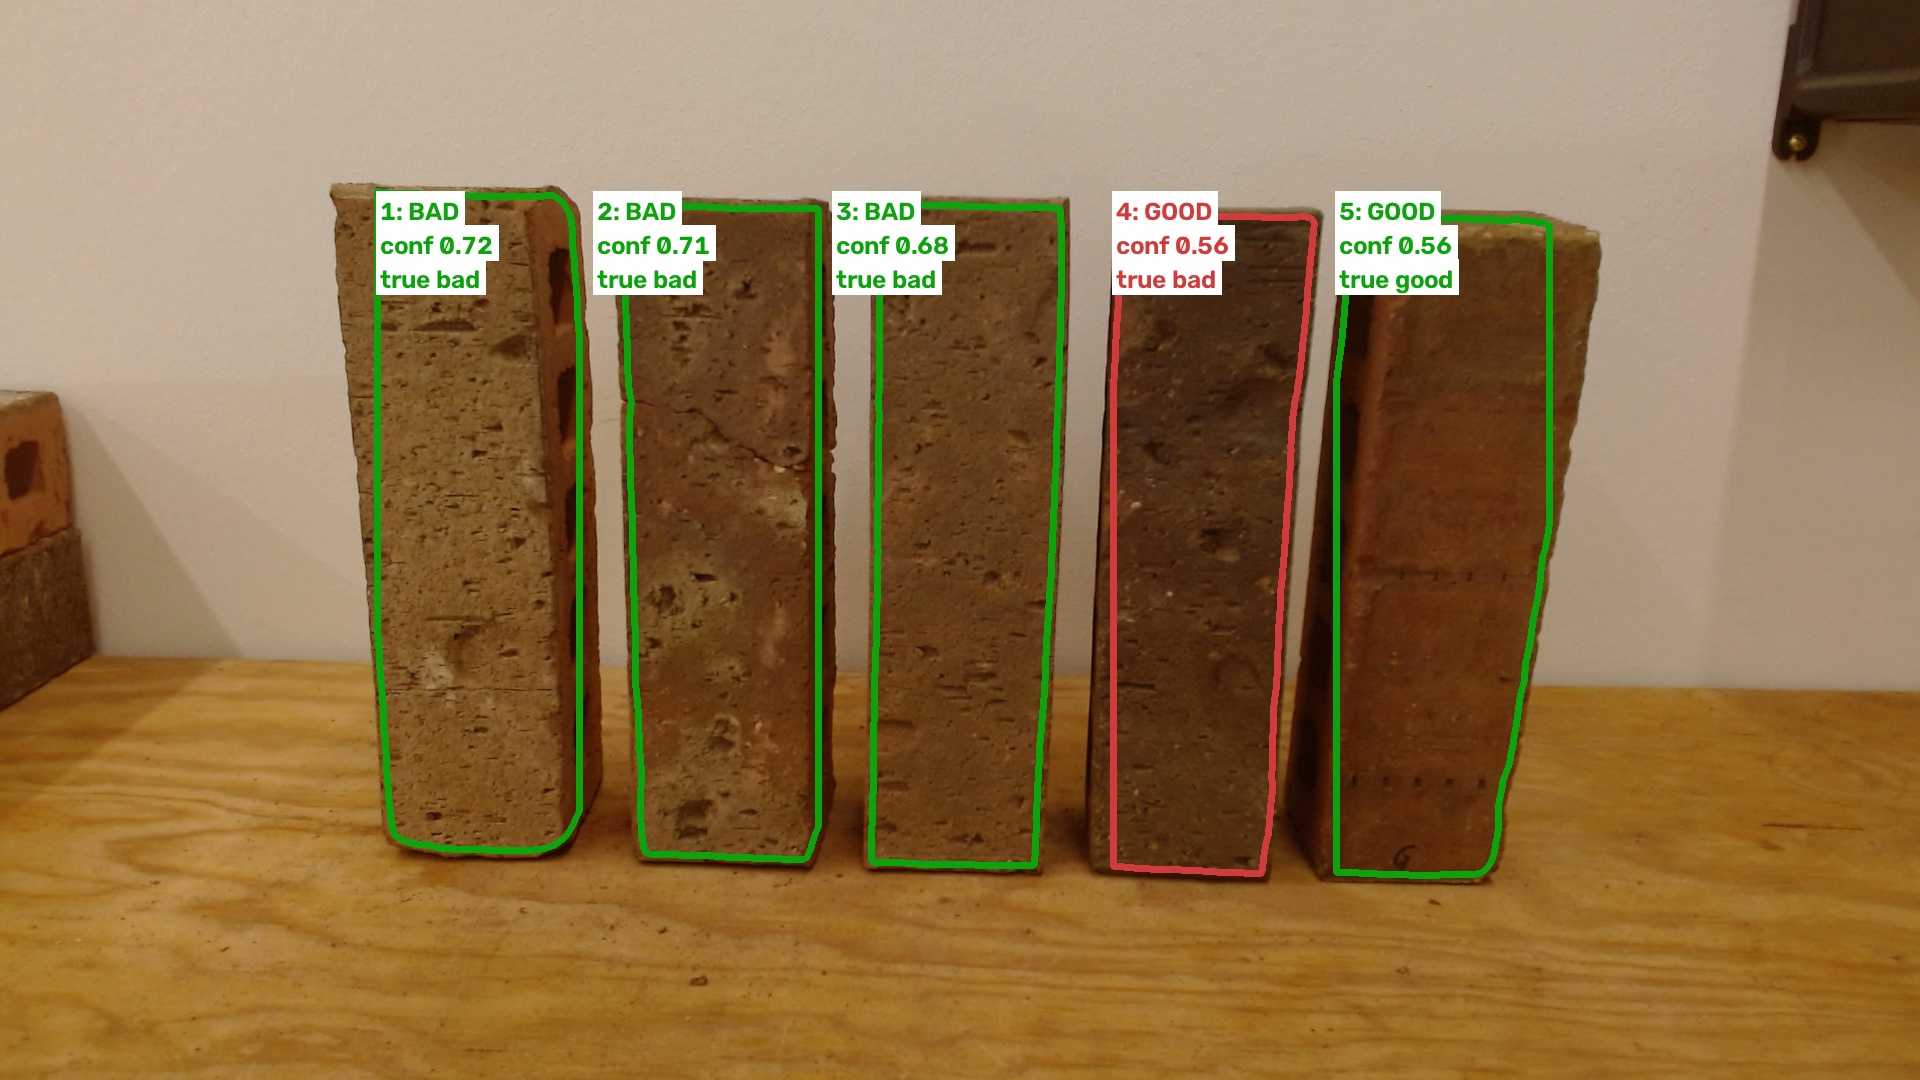 1: BAD
conf 0.72
true bad
2: BAD
conf 0.71
true bad
3: BAD
conf 0.68
true bad
4: GOOD
conf 0.56
true bad
5: GOOD
conf 0.56
true good
6